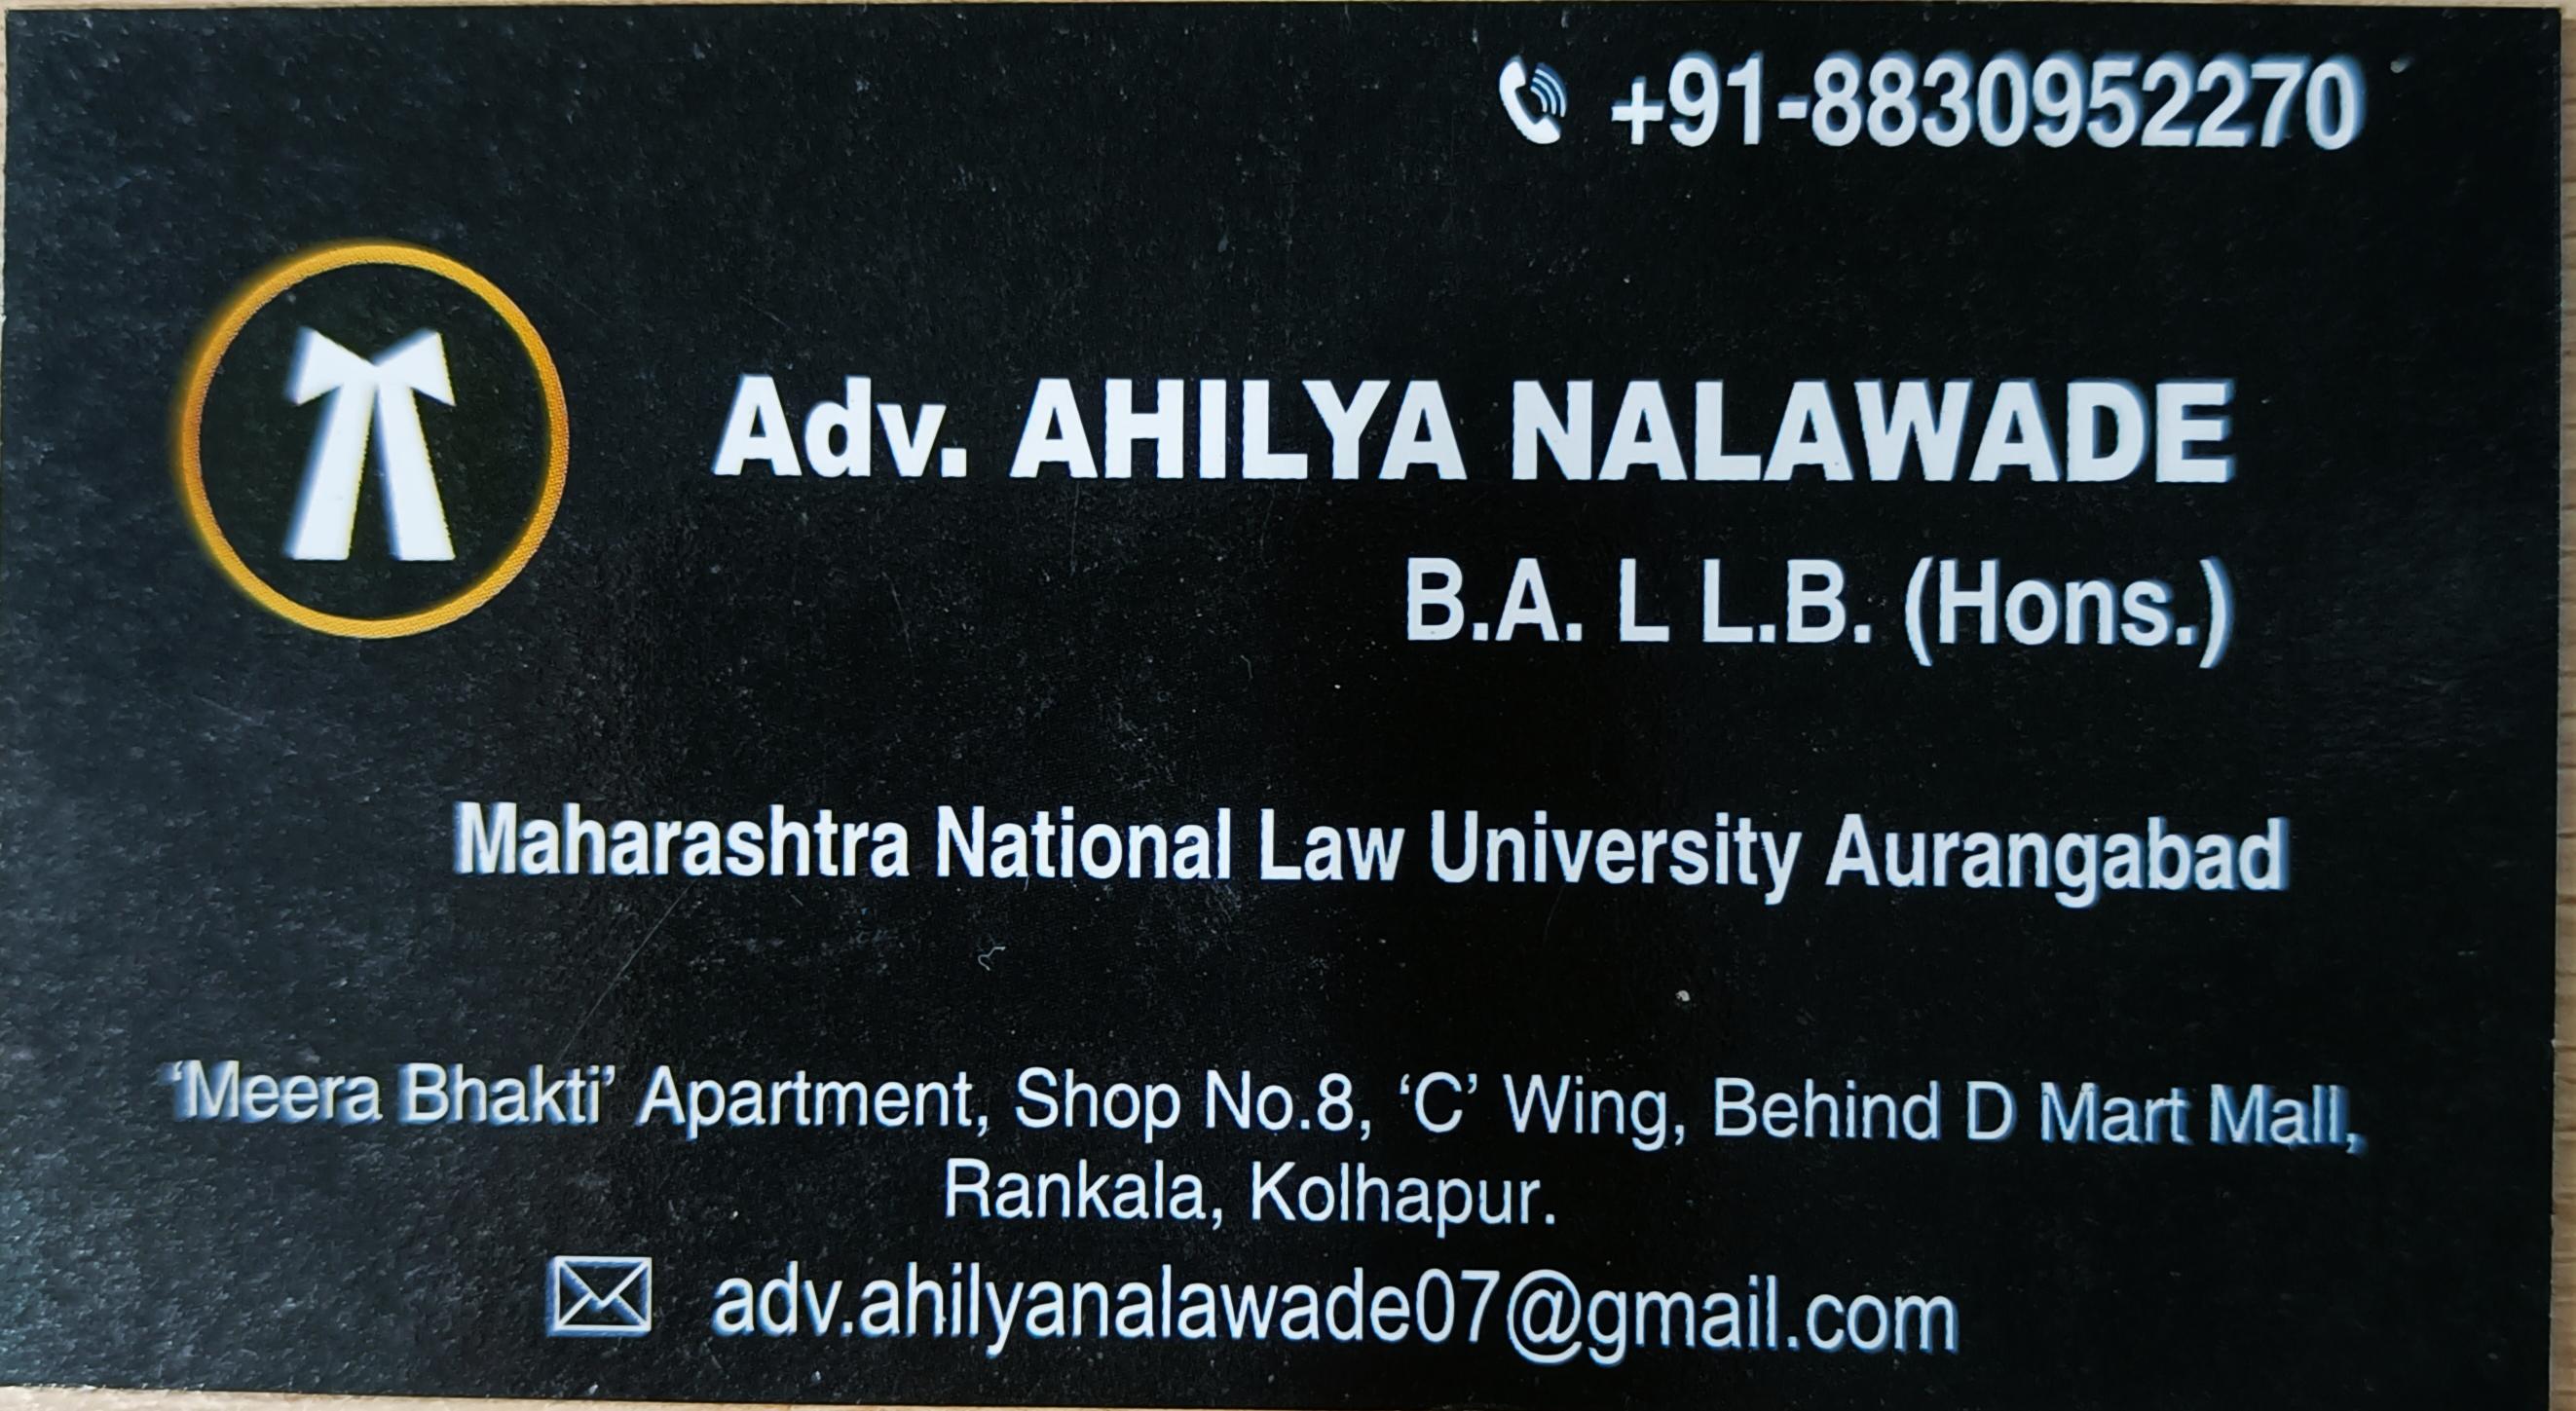 +91-8830952270
Adv. AHILYA NALAWADE
B.A. L L.B. (Hons.)
Maharashtra National Law University Aurangabad
‘Meera Bhakti’ Apartment, Shop No.8, ‘C’ Wing, Behind D Mart Mall,
Rankala, Kolhapur.
adv.ahilyanalawade07@gmail.com